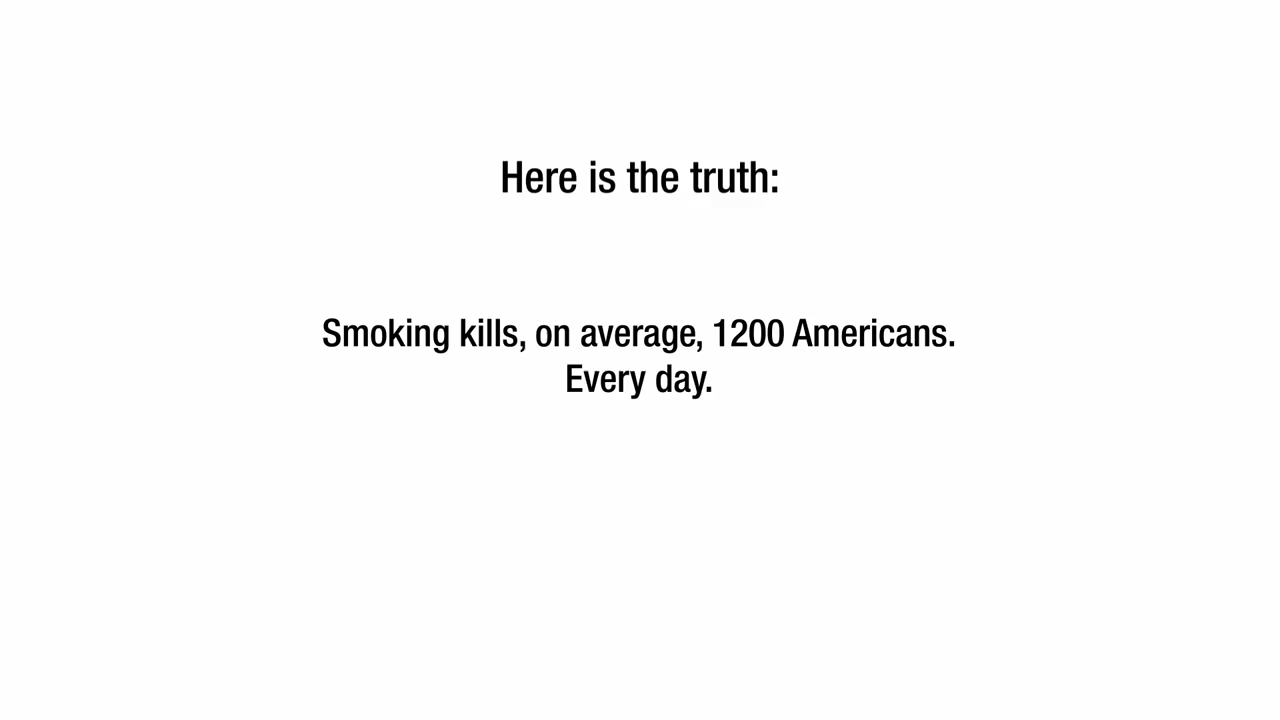 Here is the truth:
Smoking kills, on average, 1200 Americans.
Every day.